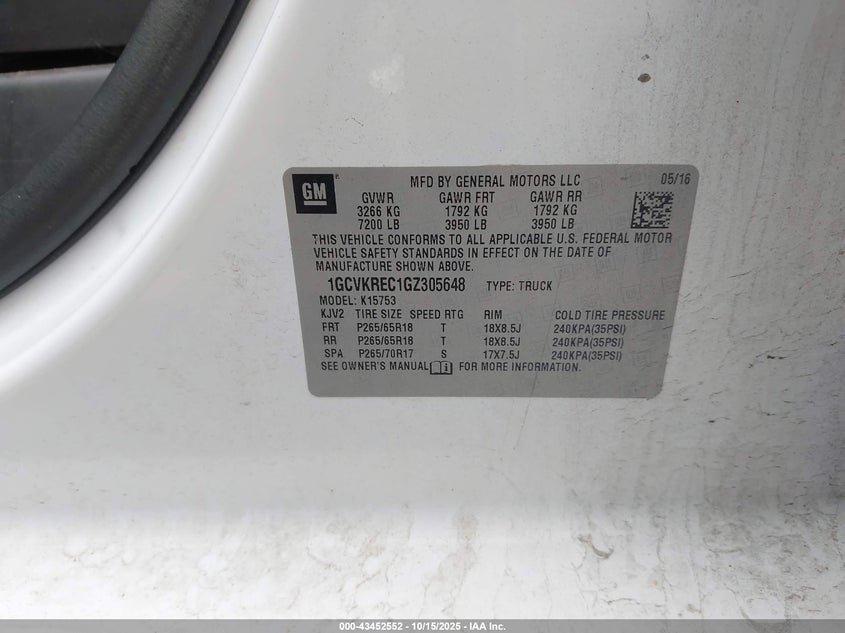 GM
MFD BY GENERAL MOTORS LLC 05/16
GVWR GAWR FRT GAWR RR
3266 KG 1792 KG 1792 KG
7200 LB 3950 LB 3950 LB
THIS VEHICLE CONFORMS TO ALL APPLICABLE U.S. FEDERAL MOTOR
VEHICLE SAFETY STANDARDS IN EFFECT ON THE DATE OF
MANUFACTURE SHOWN ABOVE.
1GCVKREC1GZ305648 TYPE: TRUCK
MODEL: K15753
KJV2 TIRE SIZE SPEED RTG RIM COLD TIRE PRESSURE
FRT P265/65R18 T 18X8.5J 240KPA(35PSI)
RR P265/65R18 T 18X8.5J 240KPA(35PSI)
SPA P265/70R17 S 17X7.5J 240KPA(35PSI)
SEE OWNER'S MANUAL FOR MORE INFORMATION.
000-43452552 - 10/15/2025 - IAA Inc.